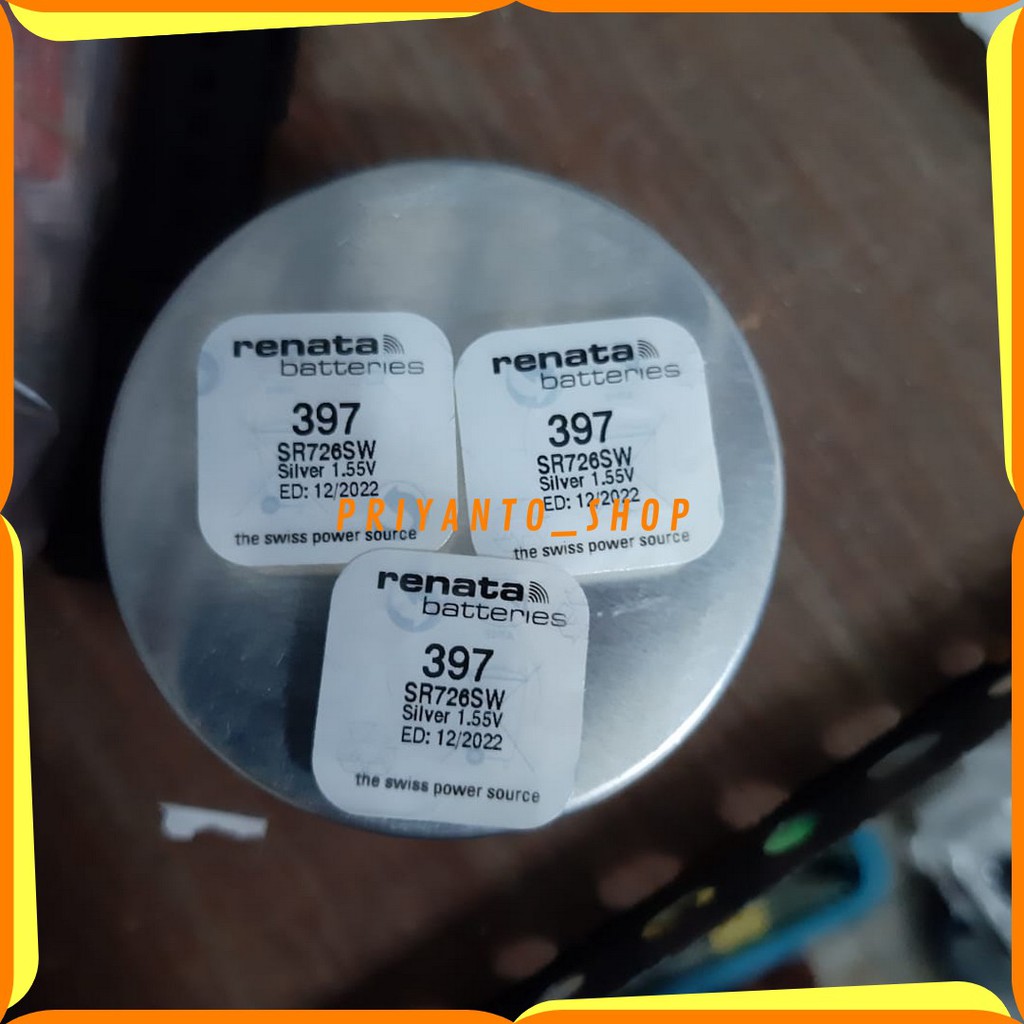 renata
batteries
397
SR726SW
Silver 1.55V
ED: 12/2022
the swiss power source
renata
batteries
397
SR726SW
Silver 1.55V
ED: 12/2022
the swiss power source
PRIYANTO_SHOP
renata
batteries
397
SR726SW
Silver 1.55V
ED: 12/2022
the swiss power source